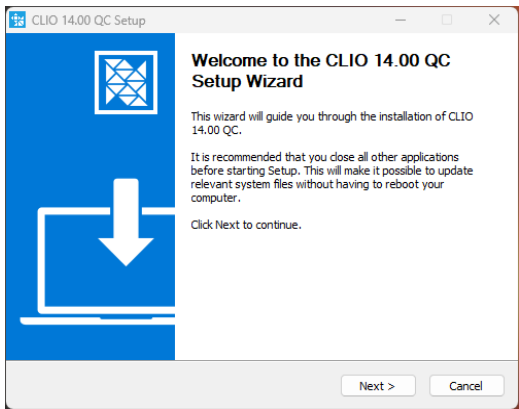 CLIO 14.00 QC Setup
Welcome to the CLIO 14.00 QC
Setup Wizard
This wizard will guide you through the installation of CLIO
14.00 QC.
It is recommended that you close all other applications
before starting Setup. This will make it possible to update
relevant system files without having to reboot your
computer.
Click Next to continue.
Next >
Cancel